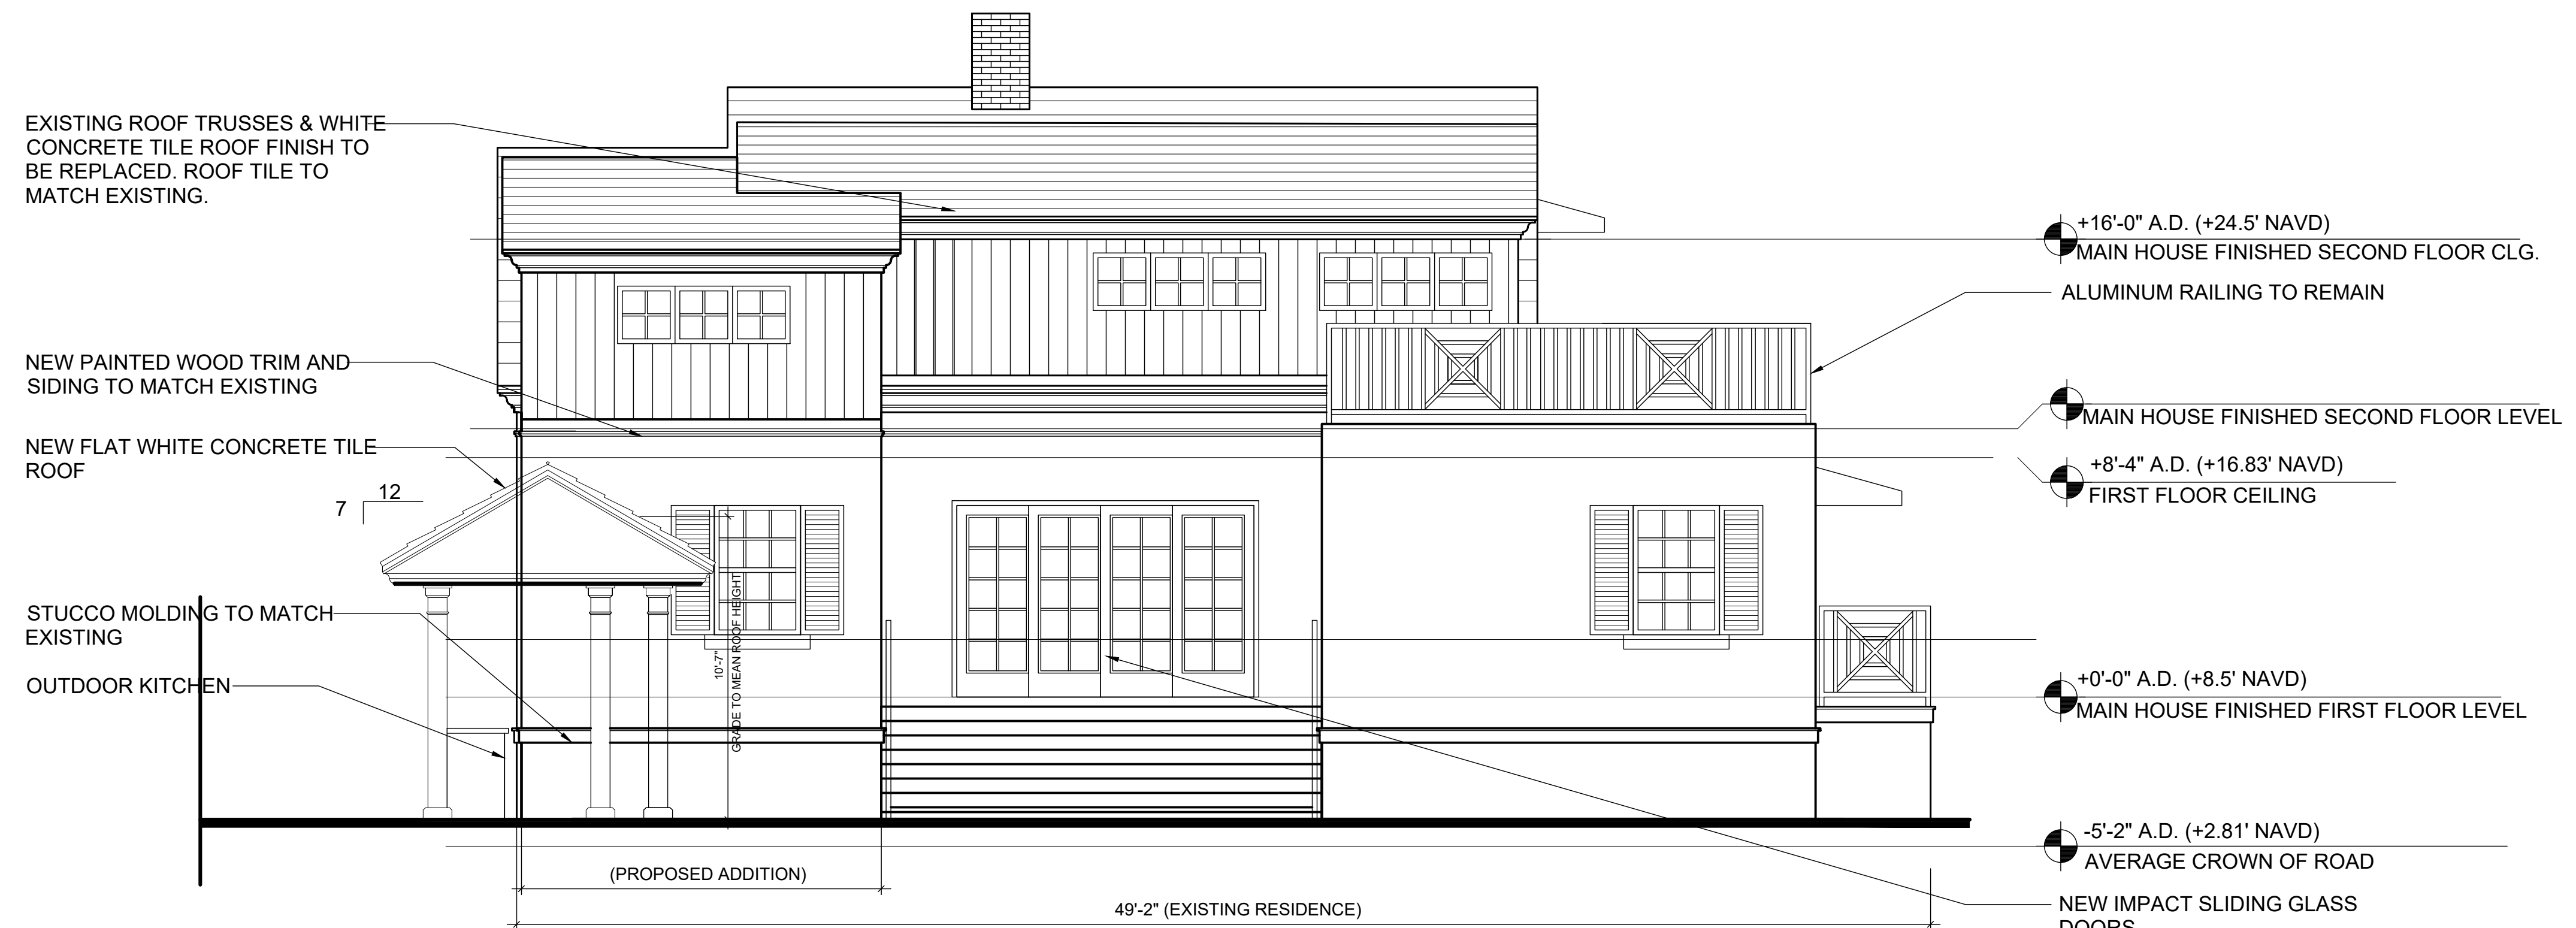 EXISTING ROOF TRUSSES & WHITE
CONCRETE TILE ROOF FINISH TO
BE REPLACED. ROOF TILE TO
MATCH EXISTING.
NEW PAINTED WOOD TRIM AND
SIDING TO MATCH EXISTING
NEW FLAT WHITE CONCRETE TILE
ROOF
12
7
STUCCO MOLDING TO MATCH
EXISTING
OUTDOOR KITCHEN
10'-7"
GRADE TO MEAN ROOF HEIGHT
(PROPOSED ADDITION)
49'-2" (EXISTING RESIDENCE)
+16'-0" A.D. (+24.5' NAVD)
MAIN HOUSE FINISHED SECOND FLOOR CLG.
ALUMINUM RAILING TO REMAIN
MAIN HOUSE FINISHED SECOND FLOOR LEVEL
+8'-4" A.D. (+16.83' NAVD)
FIRST FLOOR CEILING
+0'-0" A.D. (+8.5' NAVD)
MAIN HOUSE FINISHED FIRST FLOOR LEVEL
-5'-2" A.D. (+2.81' NAVD)
AVERAGE CROWN OF ROAD
NEW IMPACT SLIDING GLASS
DOORS